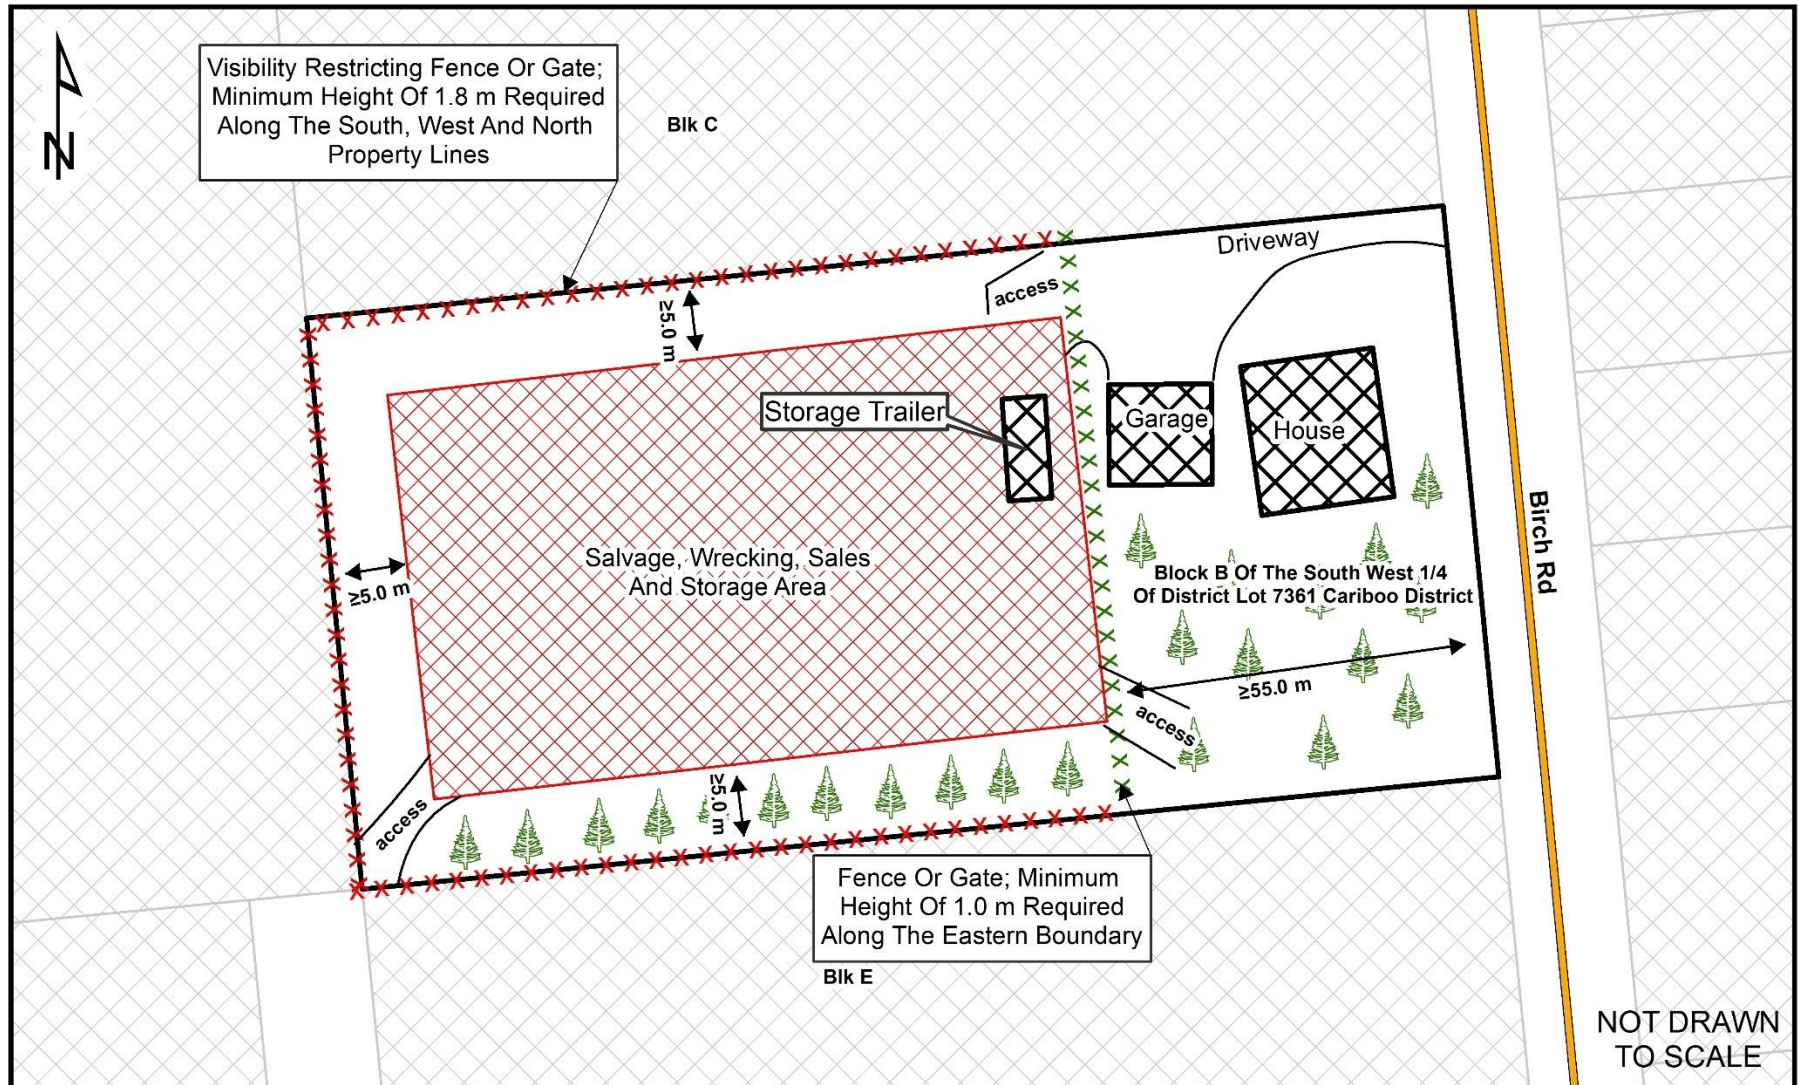 Visibility Restricting Fence Or Gate;
Minimum Height Of 1.8 m Required
Along The South, West And North
Property Lines
N
Blk C
Driveway
access
≥5.0 m
Storage Trailer
Garage
House
Salvage, Wrecking, Sales
And Storage Area
≥5.0 m
Block B Of The South West 1/4
Of District Lot 7361 Cariboo District
Birch Rd
≥55.0 m
access
≥5.0 m
access
Fence Or Gate; Minimum
Height Of 1.0 m Required
Along The Eastern Boundary
Blk E
NOT DRAWN
TO SCALE